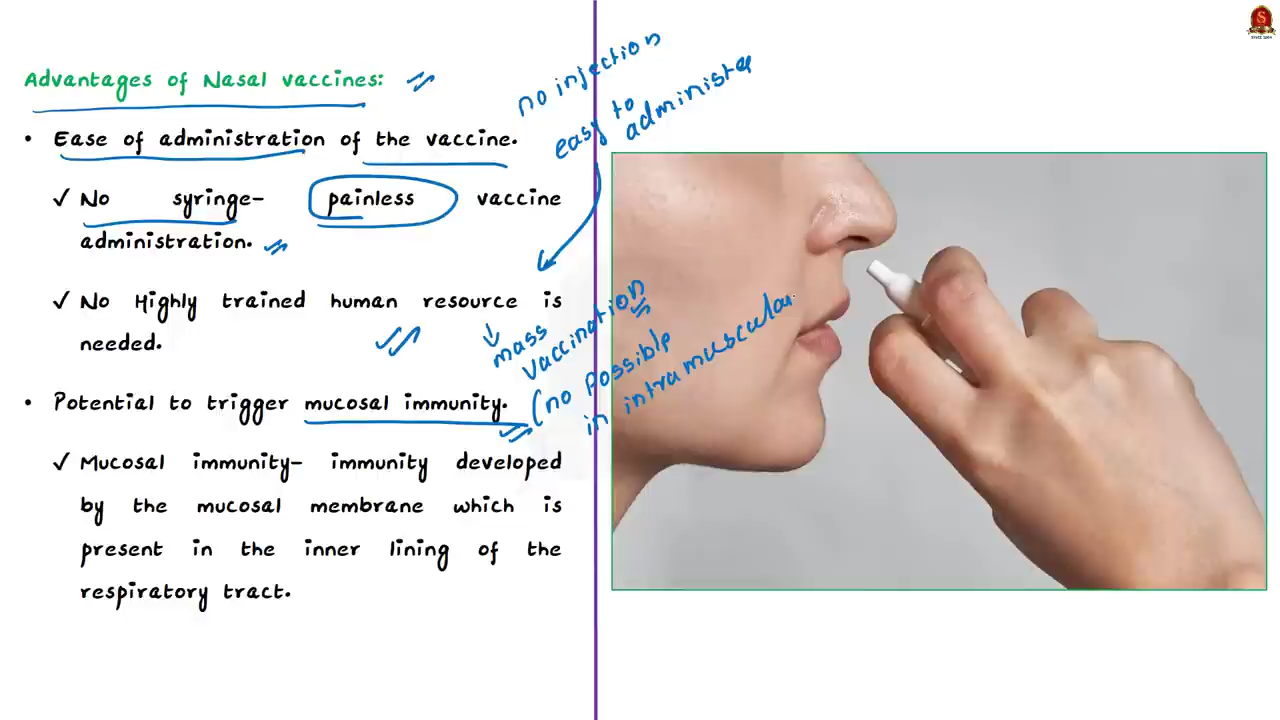 Advantages of Nasal vaccines:
• Ease of administration of the vaccine.
✓ No syringe- painless vaccine
administration.
✓ No Highly trained human resource is
needed.
• Potential to trigger mucosal immunity.
✓ Mucosal immunity- immunity developed
by the mucosal membrane which is
present in the inner lining of the
respiratory tract.
no injection
easy to
administer
mass
vaccination
(no possible
in intramuscular
S